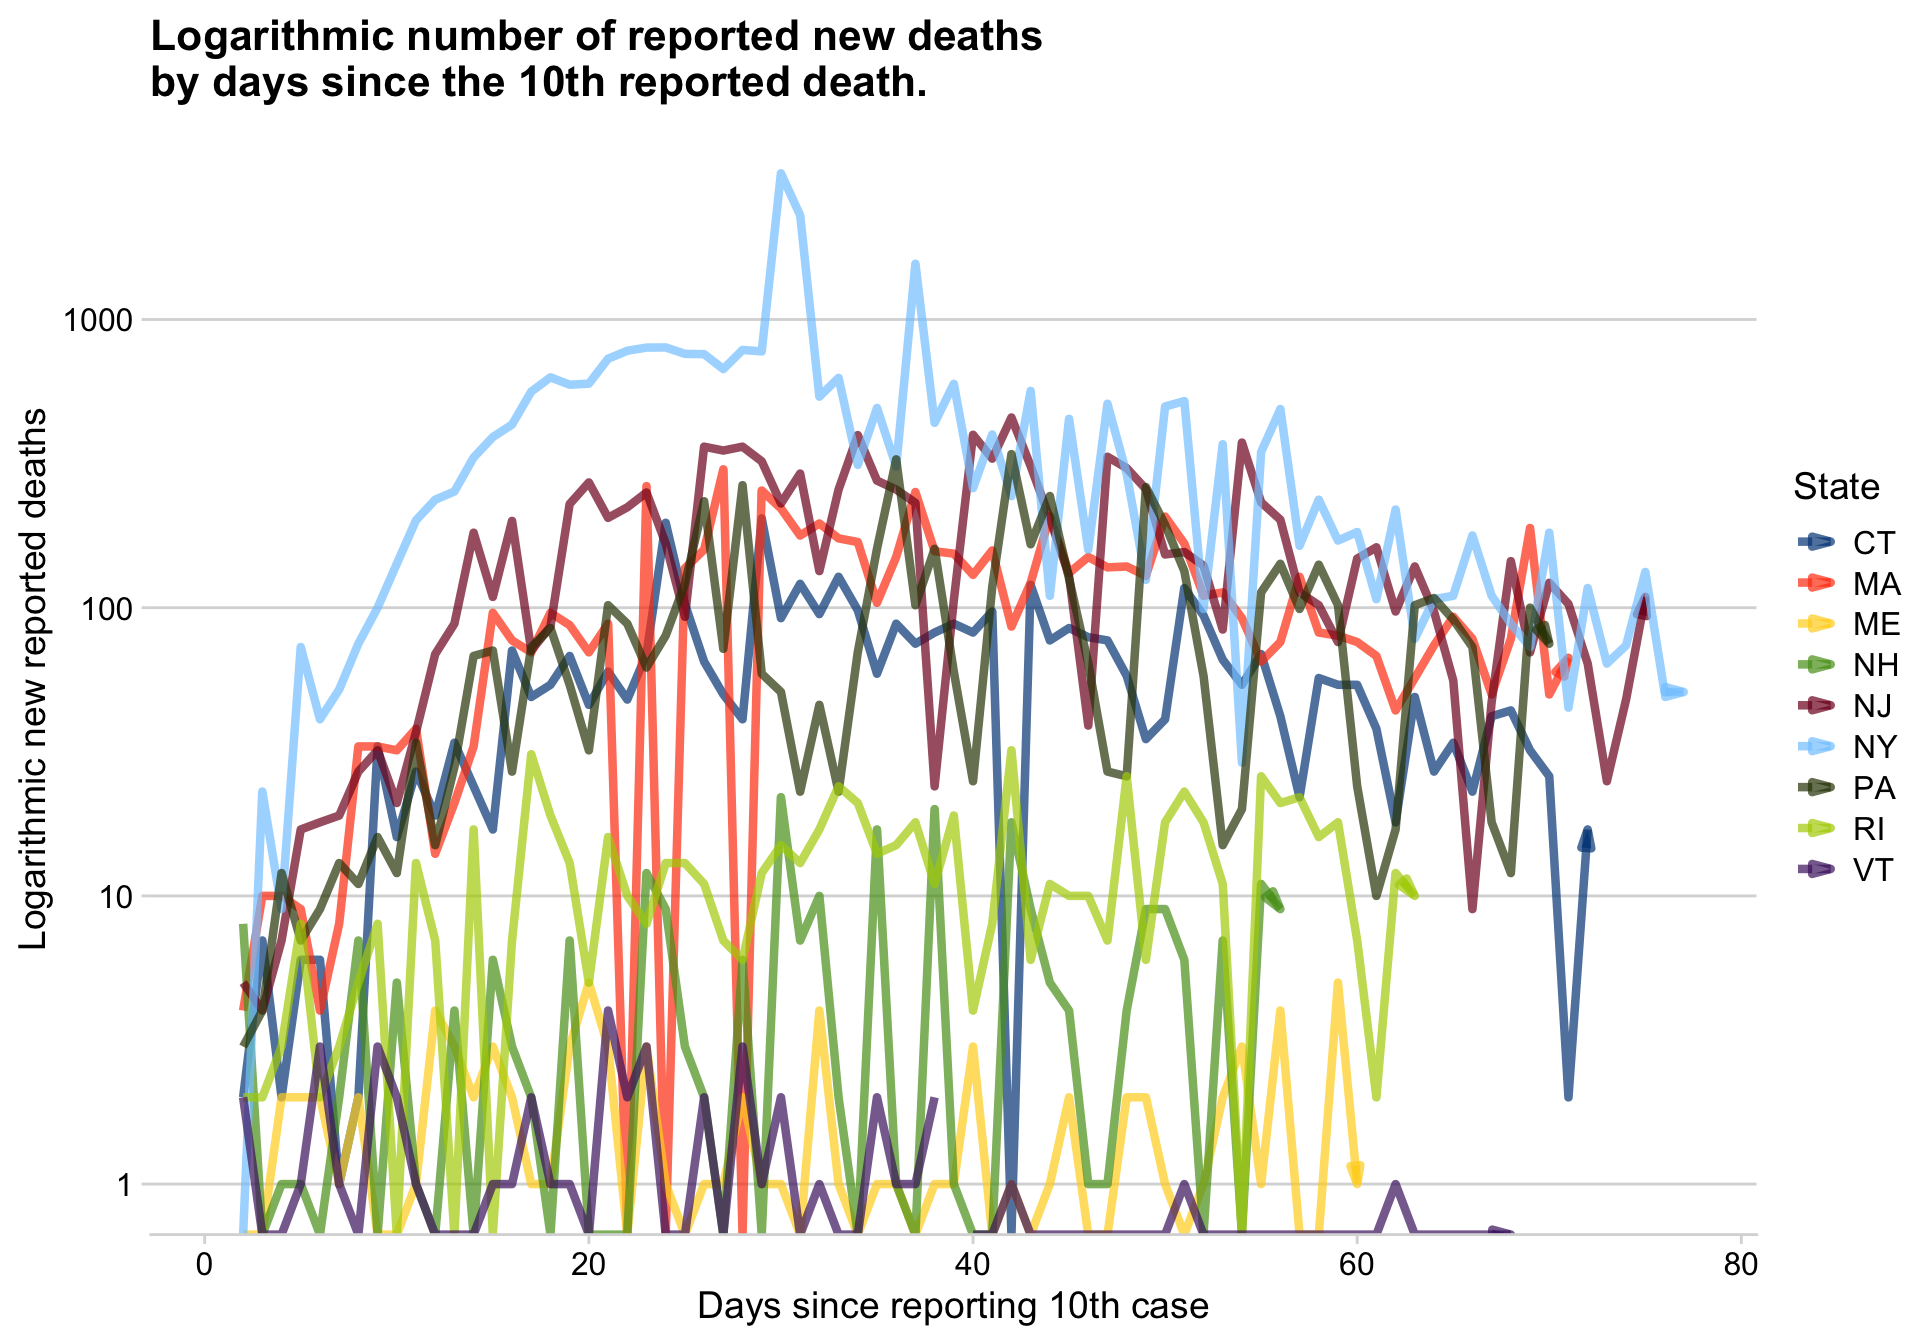 Logarithmic number of reported new deaths
by days since the 10th reported death.
Logarithmic new reported deaths
1000
100
10
1
0
20
40
60
80
Days since reporting 10th case
State
CT
MA
ME
NH
NJ
NY
PA
RI
VT